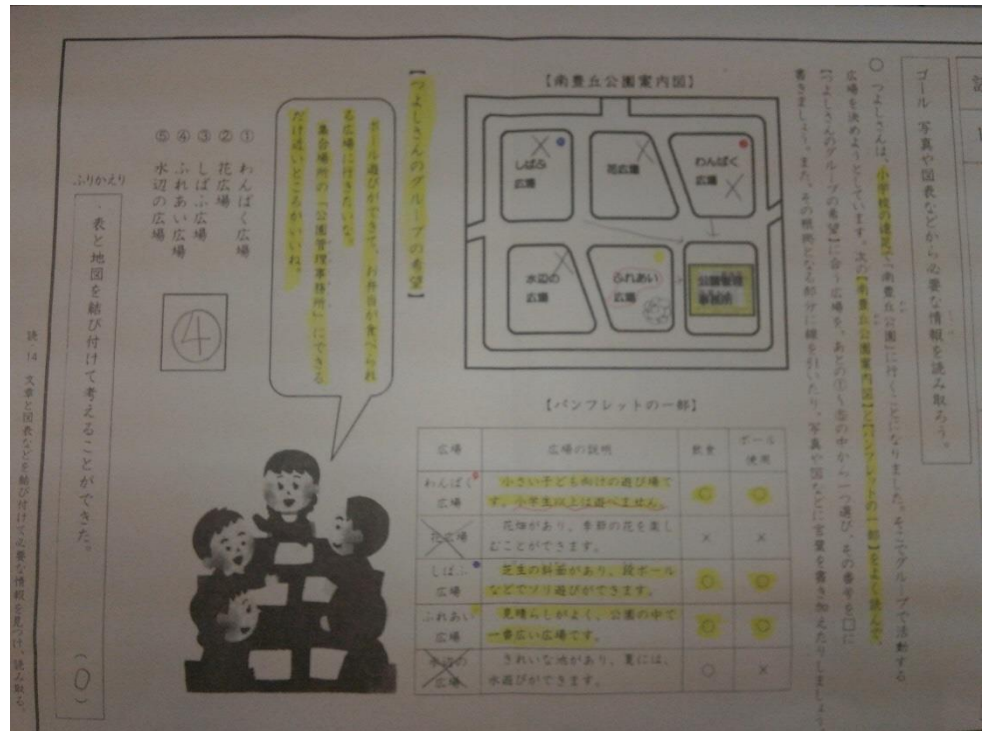 ゴール 写真や図表などから必要な情報を読み取ろう。
○ つよしさんは、小学校の遠足で「南豊丘公園」に行くことになりました。そこでグループで活動する
広場を決めようとしています。次の【南豊丘公園案内図】と【パンフレットの一部】をよく読んで、
【つよしさんのグループの希望】に合う広場を、あとの①～⑤の中から一つ選び、その番号を□に
書きましょう。また、その根拠となる部分に線を引いたり、写真や図などに言葉を書き加えたりしましょう。
【南豊丘公園案内図】
しばふ
広場
花広場
わんぱく
広場
水辺の
広場
ふれあい
広場
公園管理
事務所
【パンフレットの一部】
広場 広場の説明 飲食 ボール使用
わんぱく広場 小さい子ども向けの遊び場です。小学生以上は遊べません。 ○ ○
花広場 花畑があり、季節の花を楽しむことができます。 × ×
しばふ広場 芝生の斜面があり、段ボールなどでソリ遊びができます。 ○ ○
ふれあい広場 見晴らしがよく、公園の中で一番広い広場です。 ○ ○
水辺の広場 きれいな池があり、夏には、水遊びができます。 ○ ×
【つよしさんのグループの希望】
ボール遊びができて、お弁当が食べられ
る広場に行きたいな。
集合場所の「公園管理事務所」にできる
だけ近いところがいいね。
① わんぱく広場
② 花広場
③ しばふ広場
④ ふれあい広場
⑤ 水辺の広場
④
ふりかえり
・表と地図を結び付けて考えることができた。
（○）
読-14 文章と図表などを結び付けて必要な情報を見つけ、読み取る。